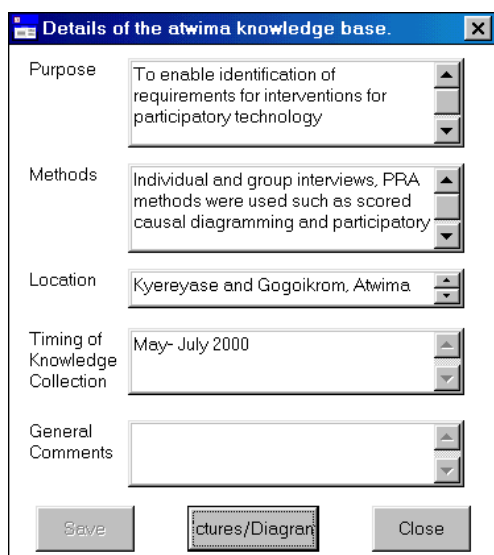 Details of the atwima knowledge base.
Purpose
To enable identification of
requirements for interventions for
participatory technology
Methods
Individual and group interviews, PRA
methods were used such as scored
causal diagramming and participatory
Location
Kyereyase and Gogoikrom, Atwima
Timing of
Knowledge
Collection
May- July 2000
General
Comments
Save
ctures/Diagran
Close